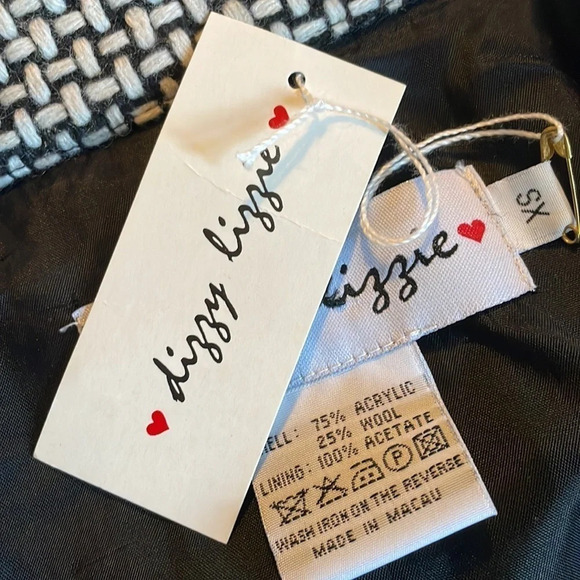 dizzy lizzie
lizzie
XS
ELL: 75% ACRYLIC
25% WOOL
LINING: 100% ACETATE
P
WASH IRON ON THE REVERSE
MADE IN MACAU